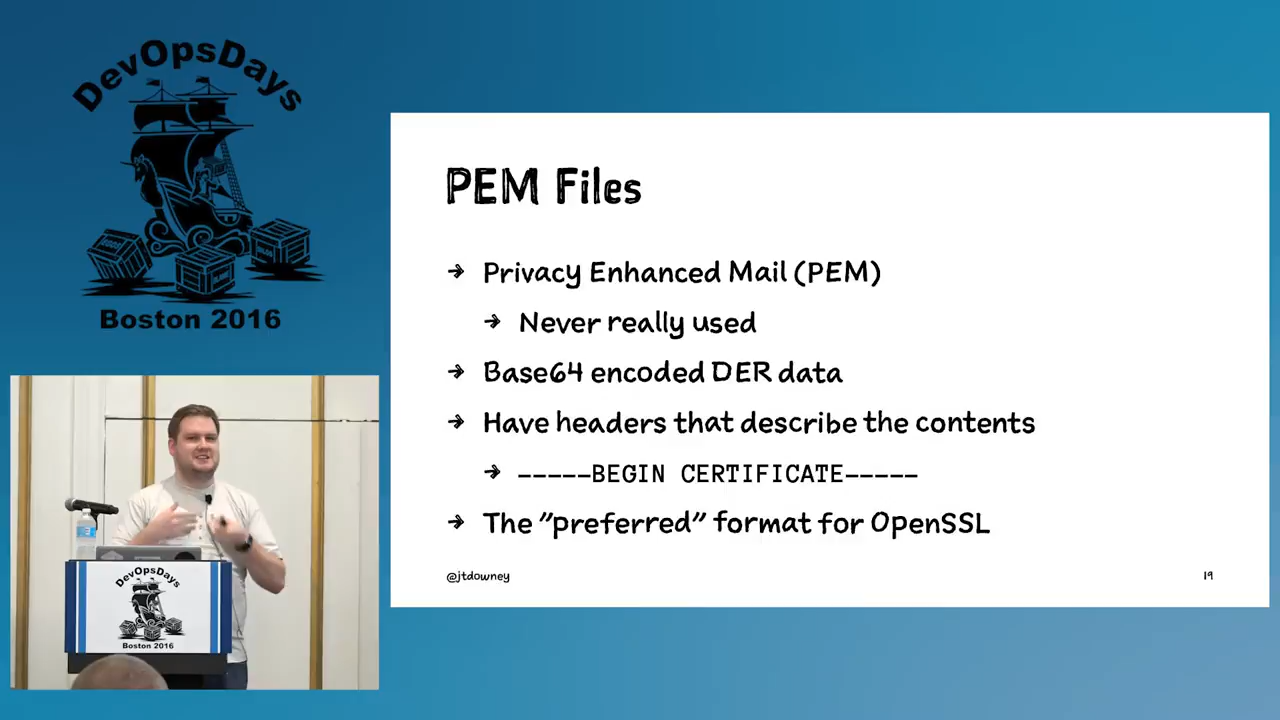 DevOpsDays
Boston 2016
PEM Files
→ Privacy Enhanced Mail (PEM)
→ Never really used
→ Base64 encoded DER data
→ Have headers that describe the contents
→ -----BEGIN CERTIFICATE-----
→ The "preferred" format for OpenSSL
@jtdowney
19
DevOpsDays
Boston 2016